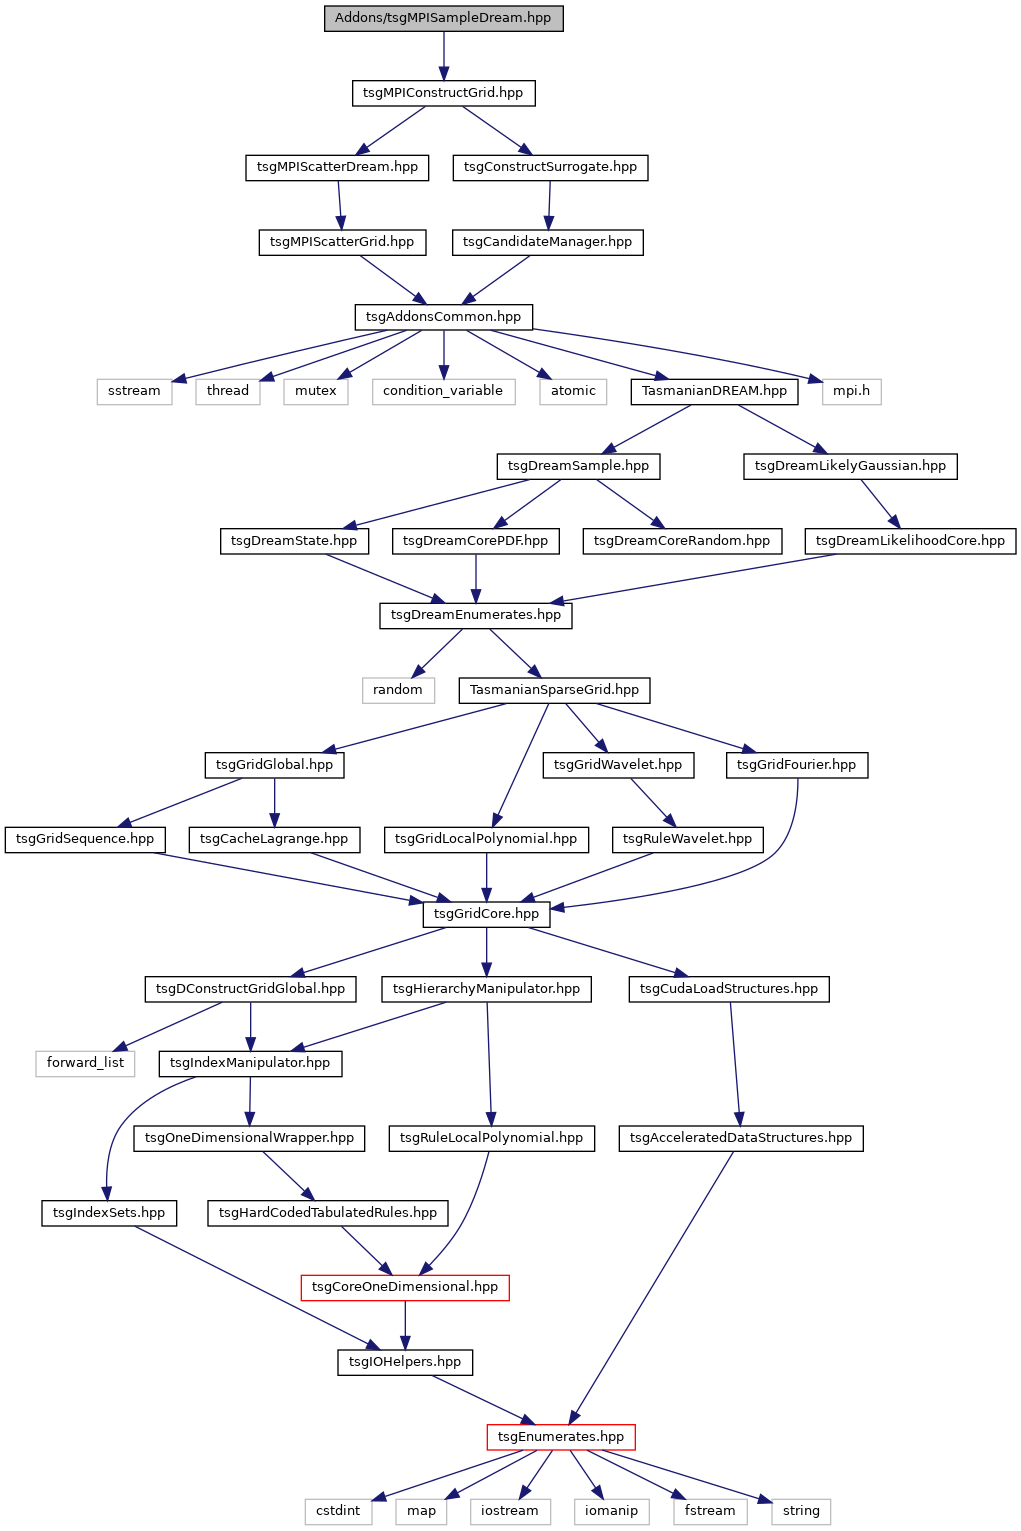 Addons/tsgMPISampleDream.hpp
tsgMPIConstructGrid.hpp
tsgMPIScatterDream.hpp
tsgConstructSurrogate.hpp
tsgMPIScatterGrid.hpp
tsgCandidateManager.hpp
tsgAddonsCommon.hpp
sstream
thread
mutex
condition_variable
atomic
TasmanianDREAM.hpp
mpi.h
tsgDreamSample.hpp
tsgDreamLikelyGaussian.hpp
tsgDreamState.hpp
tsgDreamCorePDF.hpp
tsgDreamCoreRandom.hpp
tsgDreamLikelihoodCore.hpp
tsgDreamEnumerates.hpp
random
TasmanianSparseGrid.hpp
tsgGridGlobal.hpp
tsgGridWavelet.hpp
tsgGridFourier.hpp
tsgGridSequence.hpp
tsgCacheLagrange.hpp
tsgGridLocalPolynomial.hpp
tsgRuleWavelet.hpp
tsgGridCore.hpp
tsgDConstructGridGlobal.hpp
tsgHierarchyManipulator.hpp
tsgCudaLoadStructures.hpp
forward_list
tsgIndexManipulator.hpp
tsgOneDimensionalWrapper.hpp
tsgRuleLocalPolynomial.hpp
tsgAcceleratedDataStructures.hpp
tsgIndexSets.hpp
tsgHardCodedTabulatedRules.hpp
tsgCoreOneDimensional.hpp
tsgIOHelpers.hpp
tsgEnumerates.hpp
cstdint
map
iostream
iomanip
fstream
string